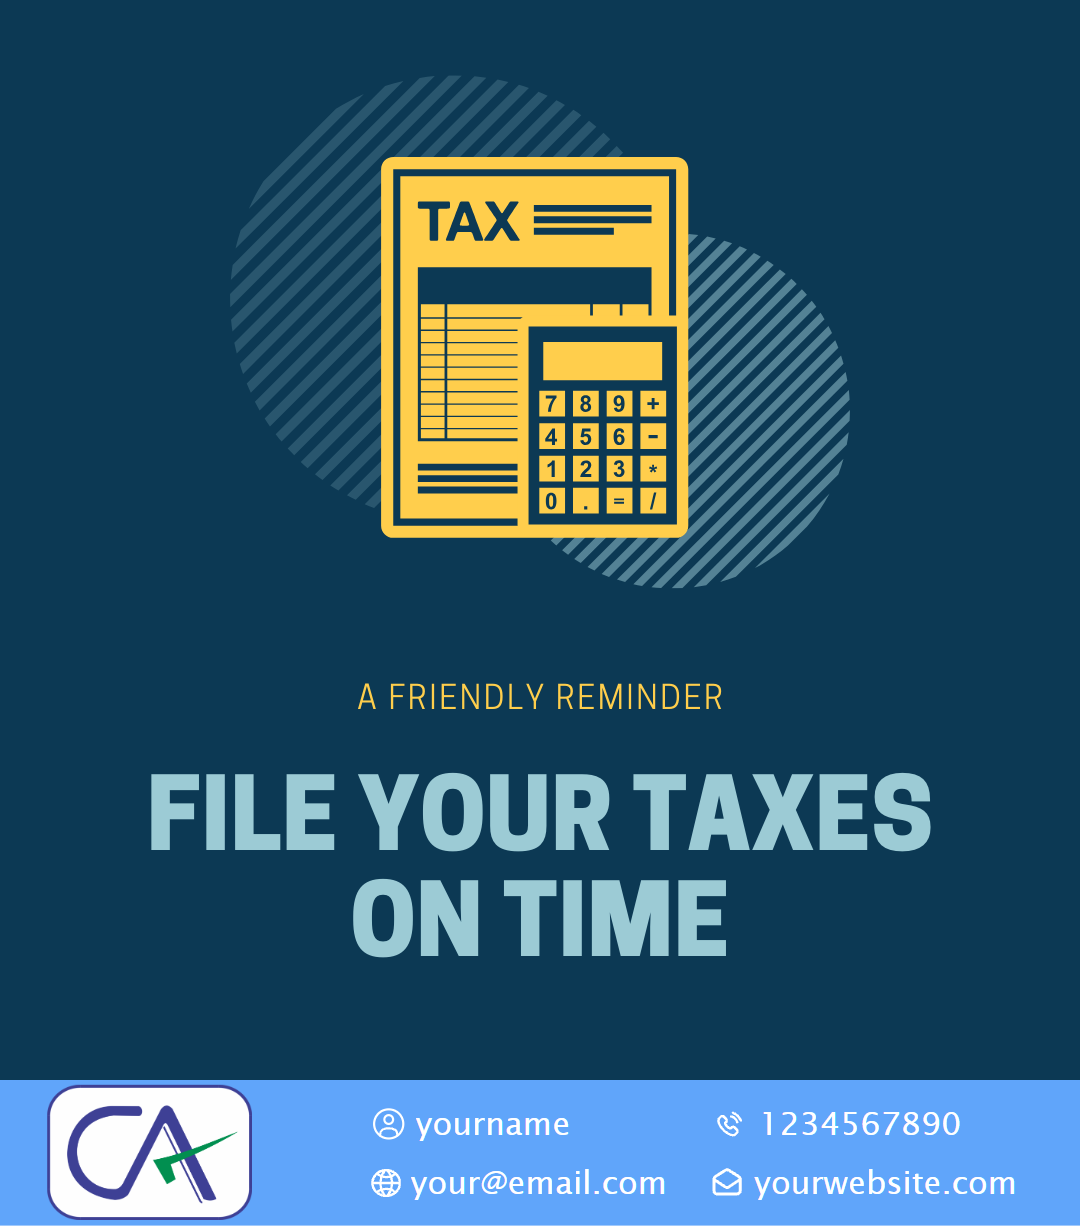 TAX
7 8 9 +
4 5 6 -
1 2 3 *
0 . = /
A FRIENDLY REMINDER
FILE YOUR TAXES
ON TIME
CA
yourname 1234567890
your@email.com yourwebsite.com